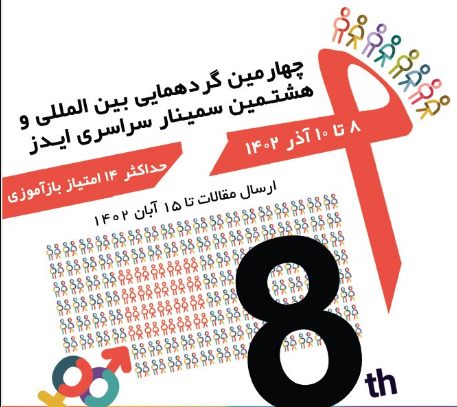 چهارمین گردهمایی بین المللی و
هشتمین سمینار سراسری ایدز
۸ تا ۱۰ آذر ۱۴۰۲
حداکثر ۱۴ امتیاز بازآموزی
ارسال مقالات تا ۱۵ آبان ۱۴۰۲
8th